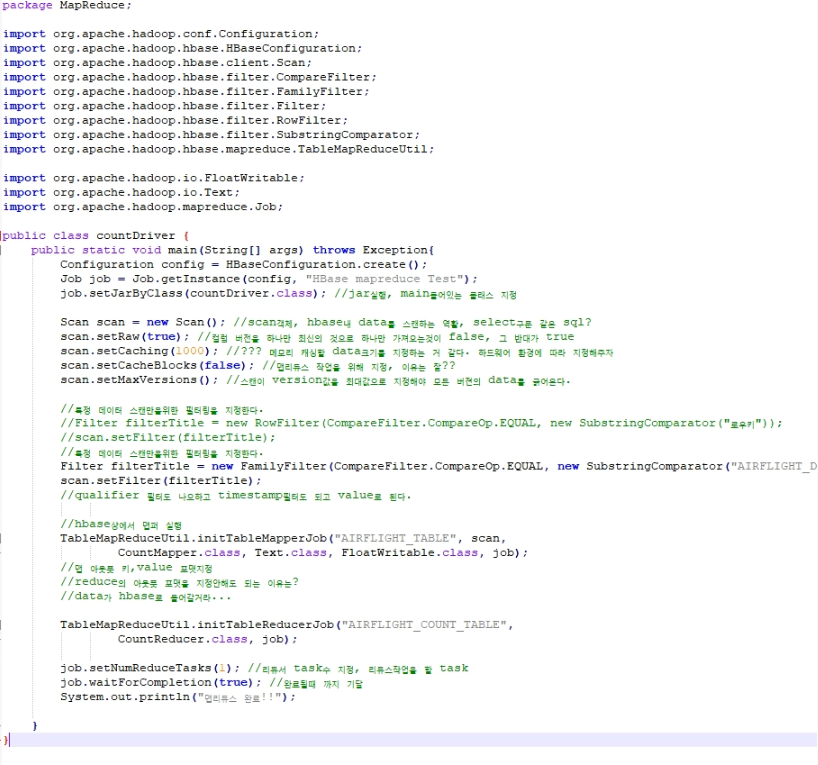 package MapReduce;
import org.apache.hadoop.conf.Configuration;
import org.apache.hadoop.hbase.HBaseConfiguration;
import org.apache.hadoop.hbase.client.Scan;
import org.apache.hadoop.hbase.filter.CompareFilter;
import org.apache.hadoop.hbase.filter.FamilyFilter;
import org.apache.hadoop.hbase.filter.Filter;
import org.apache.hadoop.hbase.filter.RowFilter;
import org.apache.hadoop.hbase.filter.SubstringComparator;
import org.apache.hadoop.hbase.mapreduce.TableMapReduceUtil;
import org.apache.hadoop.io.FloatWritable;
import org.apache.hadoop.io.Text;
import org.apache.hadoop.mapreduce.Job;
public class countDriver {
public static void main(String[] args) throws Exception{
Configuration config = HBaseConfiguration.create();
Job job = Job.getInstance(config, "HBase mapreduce Test");
job.setJarByClass(countDriver.class); //jar실행, main들어있는 클래스 지정
Scan scan = new Scan(); //scan객체, hbase내 data를 스캔하는 역활, select구문 같은 sql?
scan.setRaw(true); //컬럼 버전을 하나만 최신의 것으로 하나만 가져오는것이 false, 그 반대가 true
scan.setCaching(1000); //??? 메모리 캐싱할 data크기를 지정하는 거 같다. 하드웨어 환경에 따라 지정해주자
scan.setCacheBlocks(false); //맵리듀스 작업을 위해 지정, 이유는 잘??
scan.setMaxVersions(); //스캔이 version값을 최대값으로 지정해야 모든 버젼의 data를 긁어온다.
//특정 데이터 스캔만을위한 필터링을 지정한다.
//Filter filterTitle = new RowFilter(CompareFilter.CompareOp.EQUAL, new SubstringComparator("로우키"));
//scan.setFilter(filterTitle);
//특정 데이터 스캔만을위한 필터링을 지정한다.
Filter filterTitle = new FamilyFilter(CompareFilter.CompareOp.EQUAL, new SubstringComparator("AIRFLIGHT_D
scan.setFilter(filterTitle);
//qualifier 필터도 나오하고 timestamp필터도 되고 value로 된다.
//hbase상에서 맵퍼 실행
TableMapReduceUtil.initTableMapperJob("AIRFLIGHT_TABLE", scan,
CountMapper.class, Text.class, FloatWritable.class, job);
//맵 아웃풋 키,value 포맷지정
//reduce의 아웃풋 포맷을 지정안해도 되는 이유는?
//data가 hbase로 들어갈거라...
TableMapReduceUtil.initTableReducerJob("AIRFLIGHT_COUNT_TABLE",
CountReducer.class, job);
job.setNumReduceTasks(1); //리듀서 task수 지정, 리듀스작업을 할 task
job.waitForCompletion(true); //완료될때 까지 기달
System.out.println("맵리듀스 완료!!");
}
}